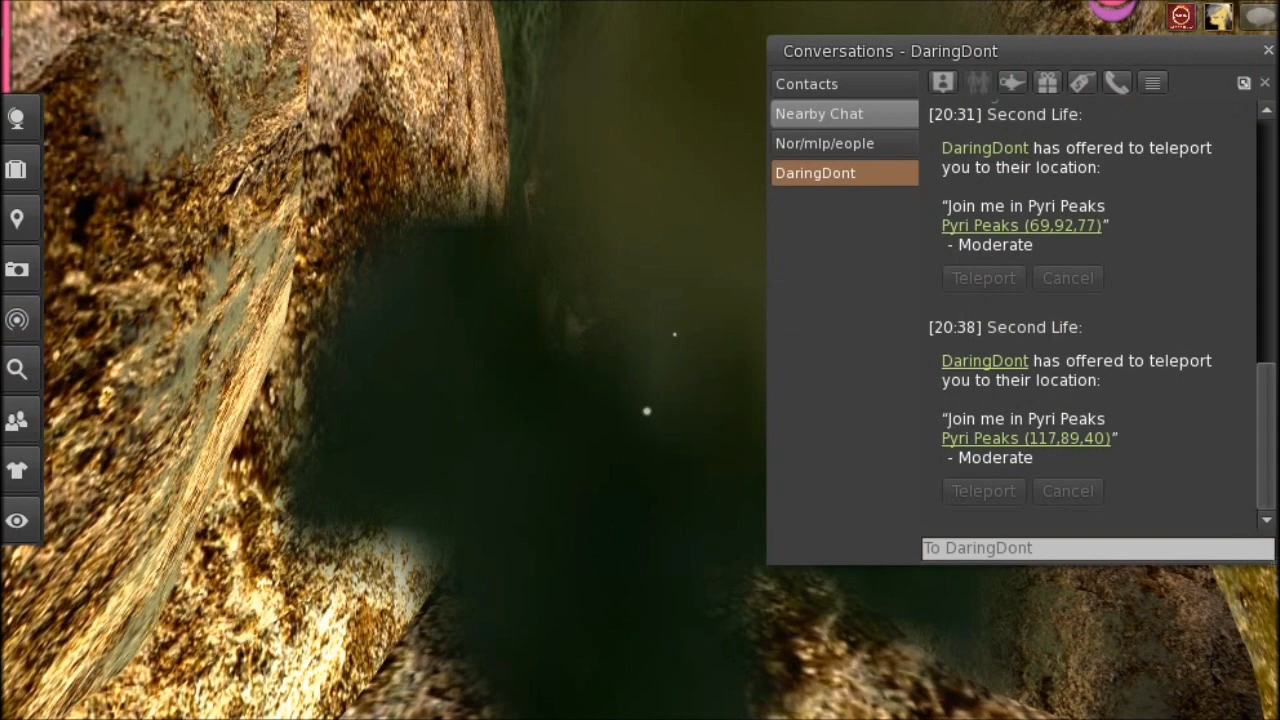 Conversations - DaringDont
Contacts
Nearby Chat
Nor/mlp/eople
DaringDont
[20:31] Second Life:
DaringDont has offered to teleport
you to their location:
“Join me in Pyri Peaks
Pyri Peaks (69,92,77)”
- Moderate
Teleport Cancel
[20:38] Second Life:
DaringDont has offered to teleport
you to their location:
“Join me in Pyri Peaks
Pyri Peaks (117,89,40)”
- Moderate
Teleport Cancel
To DaringDont